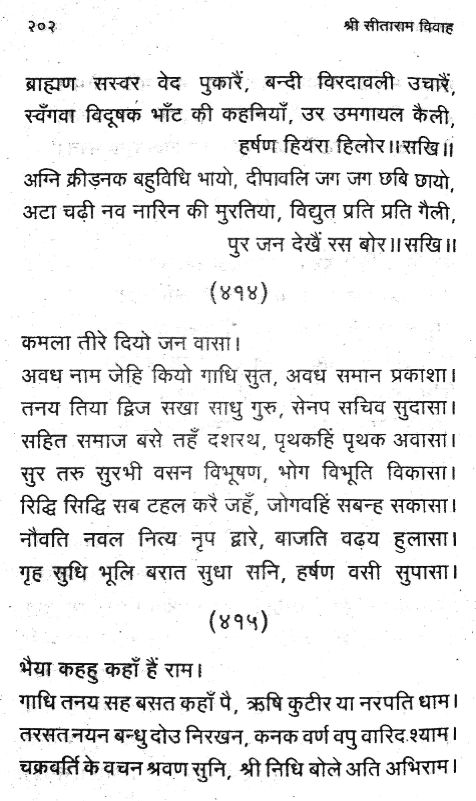 २०२ श्री सीताराम विवाह
ब्राह्मण सस्वर वेद पुकारैं, बन्दी विरदावली उचारैं,
स्वँगवा विदूषक भाँट की कहनियाँ, उर उमगायल कैली,
हर्षण हियरा हिलोर॥सखि॥
अग्नि क्रीड़नक बहुविधि भायो, दीपावलि जग जग छबि छायो,
अटा चढ़ी नव नारिन की मुरतिया, विद्युत प्रति प्रति गैली,
पुर जन देखैं रस बोर॥सखि॥
(४१४)
कमला तीरे दियो जन वासा।
अवध नाम जेहि कियो गाधि सुत, अवध समान प्रकाशा।
तनय तिया द्विज सखा साधु गुरु, सेनप सचिव सुदासा।
सहित समाज बसे तहँ दशरथ, पृथकहिं पृथक अवासा।
सुर तरु सुरभी वसन विभूषण, भोग विभूति विकासा।
रिद्धि सिद्धि सब टहल करै जहँ, जोगवहिं सबन्ह सकासा।
नौवति नवल नित्य नृप द्वारे, बाजति वढ़य हुलासा।
गृह सुधि भूलि बरात सुधा सनि, हर्षण वसी सुपासा।
(४१५)
भैया कहहु कहाँ हैं राम।
गाधि तनय सह बसत कहाँ पै, ऋषि कुटीर या नरपति धाम।
तरसत नयन बन्धु दोउ निरखन, कनक वर्ण वपु वारिद श्याम।
चक्रवर्ति के वचन श्रवण सुनि, श्री निधि बोले अति अभिराम।